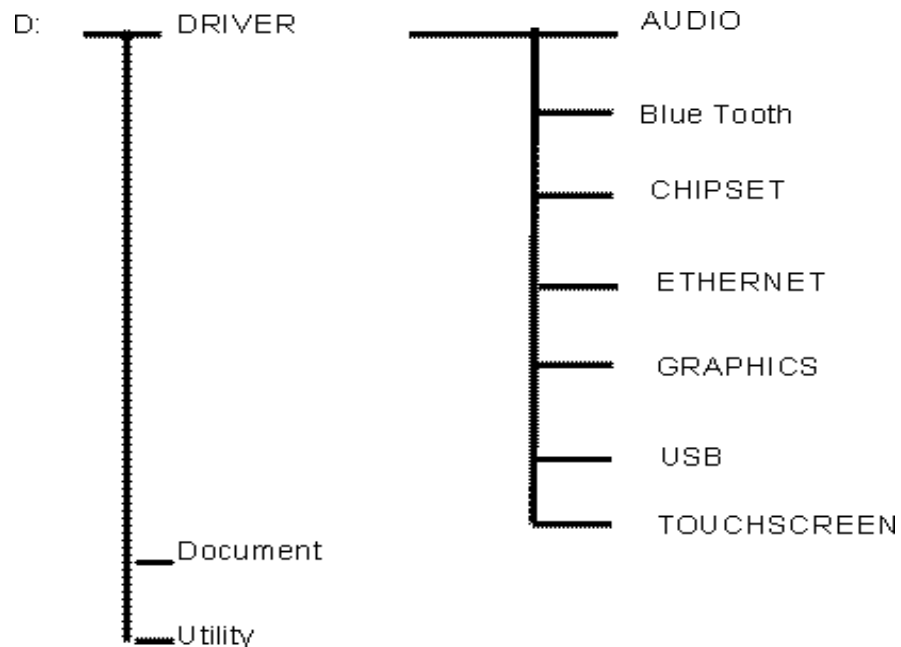 D: DRIVER AUDIO
Blue Tooth
CHIPSET
ETHERNET
GRAPHICS
USB
TOUCHSCREEN
Document
Utility